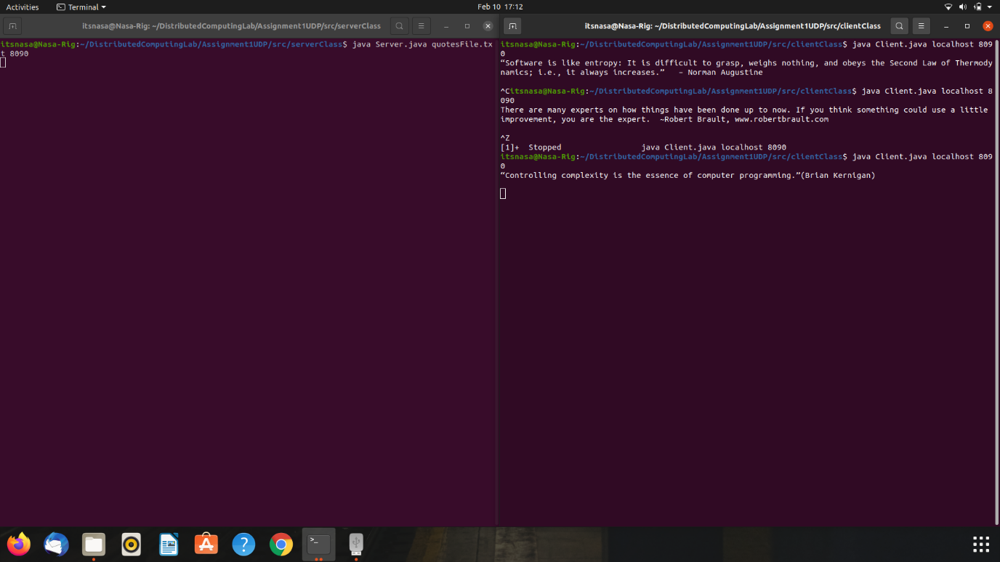 Activities Terminal Feb 10 17:12
itsnasa@Nasa-Rig: ~/DistributedComputingLab/Assignment1UDP/src/serverClass
itsnasa@Nasa-Rig:~/DistributedComputingLab/Assignment1UDP/src/serverClass$ java Server.java quotesFile.tx
t 8090
itsnasa@Nasa-Rig: ~/DistributedComputingLab/Assignment1UDP/src/clientClass
itsnasa@Nasa-Rig:~/DistributedComputingLab/Assignment1UDP/src/clientClass$ java Client.java localhost 809
0
“Software is like entropy: It is difficult to grasp, weighs nothing, and obeys the Second Law of Thermody
namics; i.e., it always increases.”   – Norman Augustine
^Citsnasa@Nasa-Rig:~/DistributedComputingLab/Assignment1UDP/src/clientClass$ java Client.java localhost 8
090
There are many experts on how things have been done up to now. If you think something could use a little
improvement, you are the expert.  ~Robert Brault, www.robertbrault.com
^Z
[1]+  Stopped                 java Client.java localhost 8090
itsnasa@Nasa-Rig:~/DistributedComputingLab/Assignment1UDP/src/clientClass$ java Client.java localhost 809
0
“Controlling complexity is the essence of computer programming.”(Brian Kernigan)